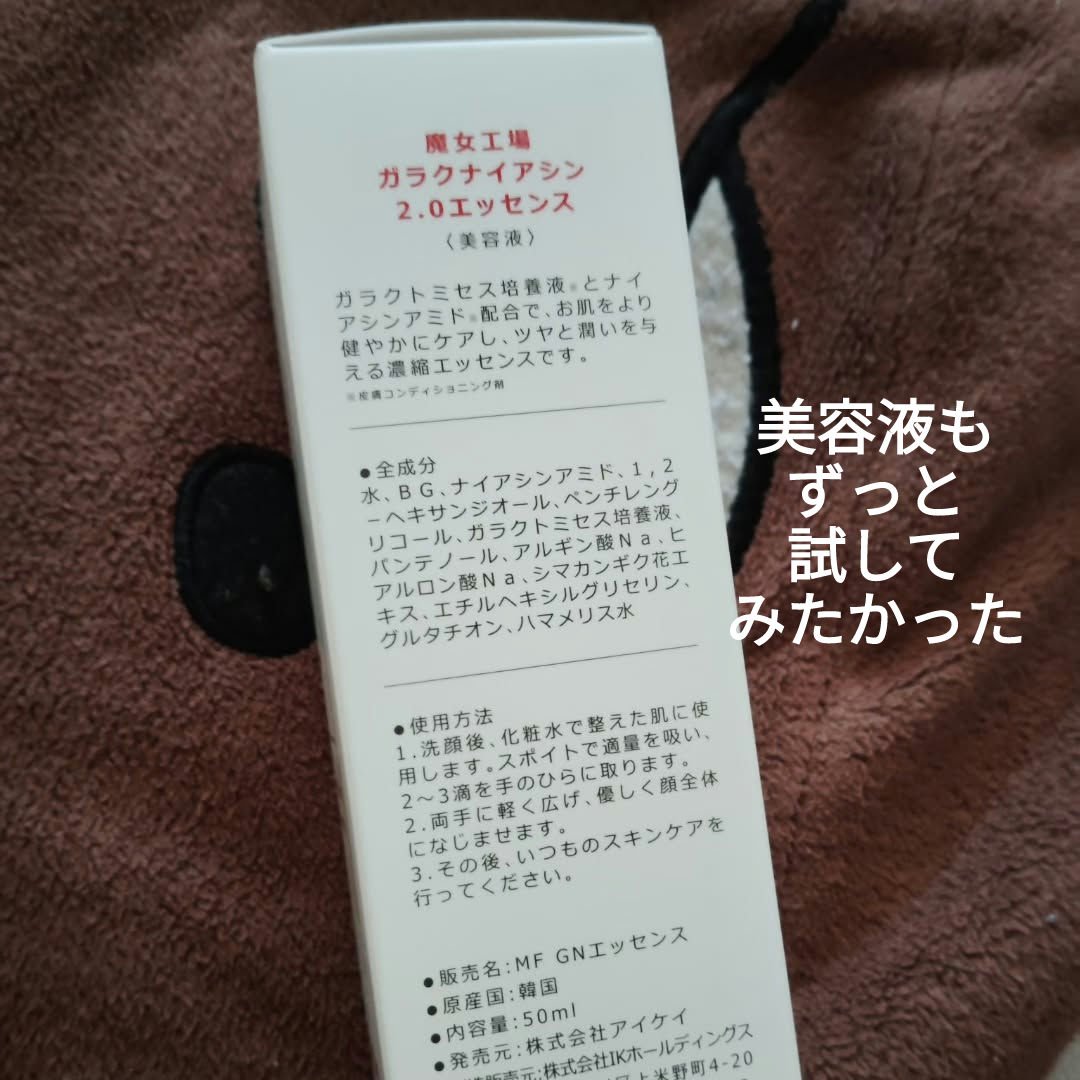 魔女工場
ガラクナイアシン
2.0エッセンス
〈美容液〉
ガラクトミセス培養液※とナイ
アシンアミド※配合で、お肌をより
健やかにケアし、ツヤと潤いを与
える濃縮エッセンスです。
※皮膚コンディショニング剤
●全成分
水、BG、ナイアシンアミド、1,2
-ヘキサンジオール、ペンチレング
リコール、ガラクトミセス培養液、
パンテノール、アルギン酸Na、ヒ
アルロン酸Na、シマカンギク花エ
キス、エチルヘキシルグリセリン、
グルタチオン、ハマメリス水
●使用方法
1.洗顔後、化粧水で整えた肌に使
用します。スポイトで適量を吸い、
2〜3滴を手のひらに取ります。
2.両手に軽く広げ、優しく顔全体
になじませます。
3.その後、いつものスキンケアを
行ってください。
●販売名:MF GNエッセンス
●原産国:韓国
●内容量:50ml
●発売元:株式会社アイケイ
販売元:株式会社IKホールディングス
上米野町4-20
美容液も
ずっと
試して
みたかった